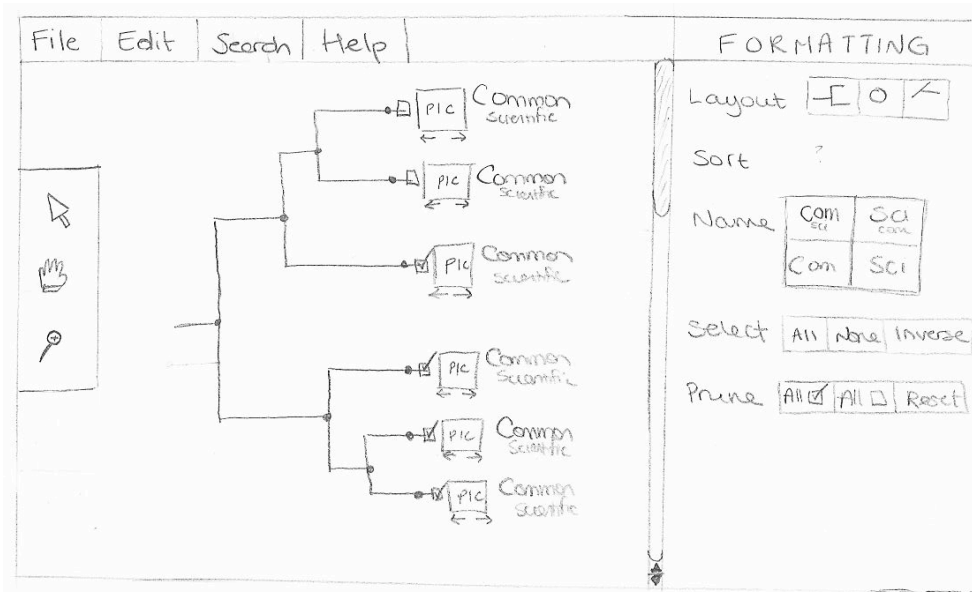 File Edit Search Help
FORMATTING
PIC Common
Scientific
PIC Common
Scientific
PIC Common
Scientific
PIC Common
Scientific
PIC Common
Scientific
PIC Common
Scientific
Layout
Sort ?
Name Com Sci
sci com
Com Sci
Select All None Inverse
Prune All All Reset